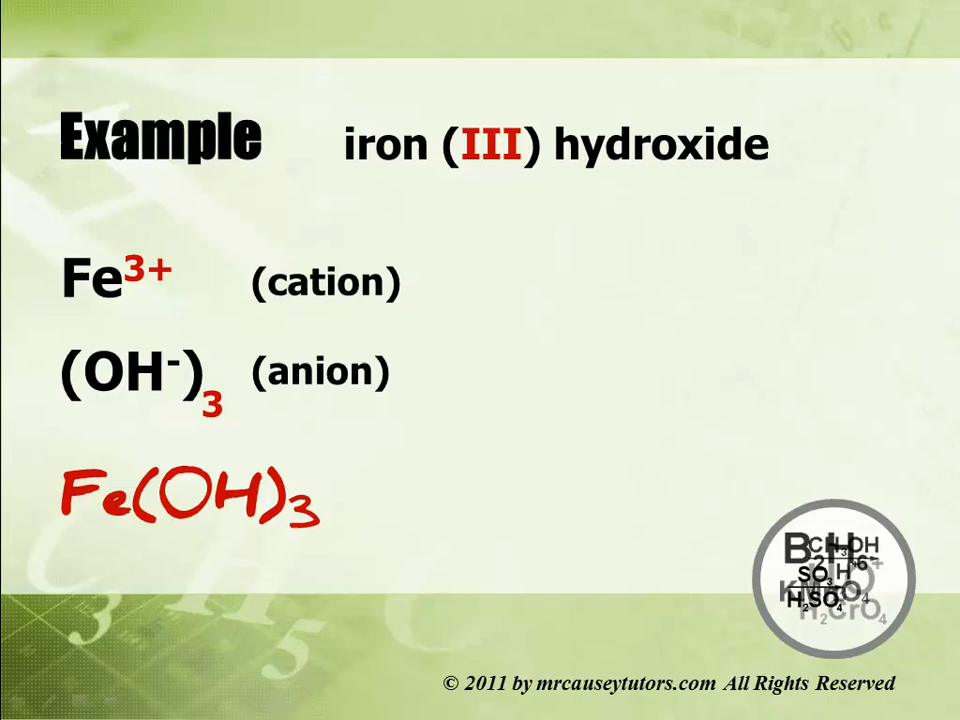 Example iron (III) hydroxide
Fe³⁺ (cation)
(OH⁻)₃ (anion)
Fe(OH)₃
© 2011 by mrcauseytutors.com All Rights Reserved